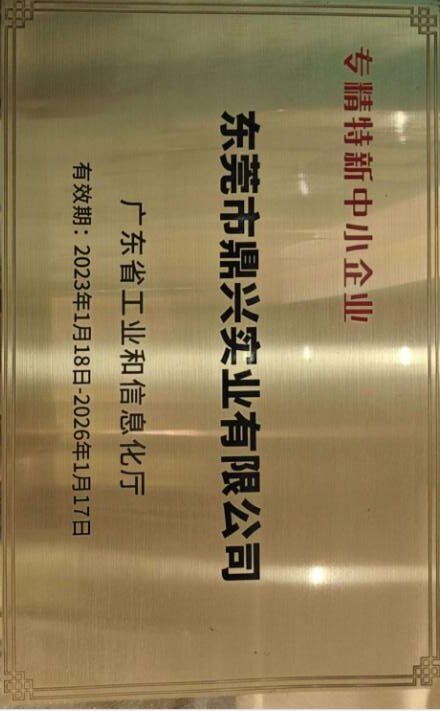 专精特新中小企业
东莞市鼎兴实业有限公司
广东省工业和信息化厅
有效期：2023年1月18日-2026年1月17日